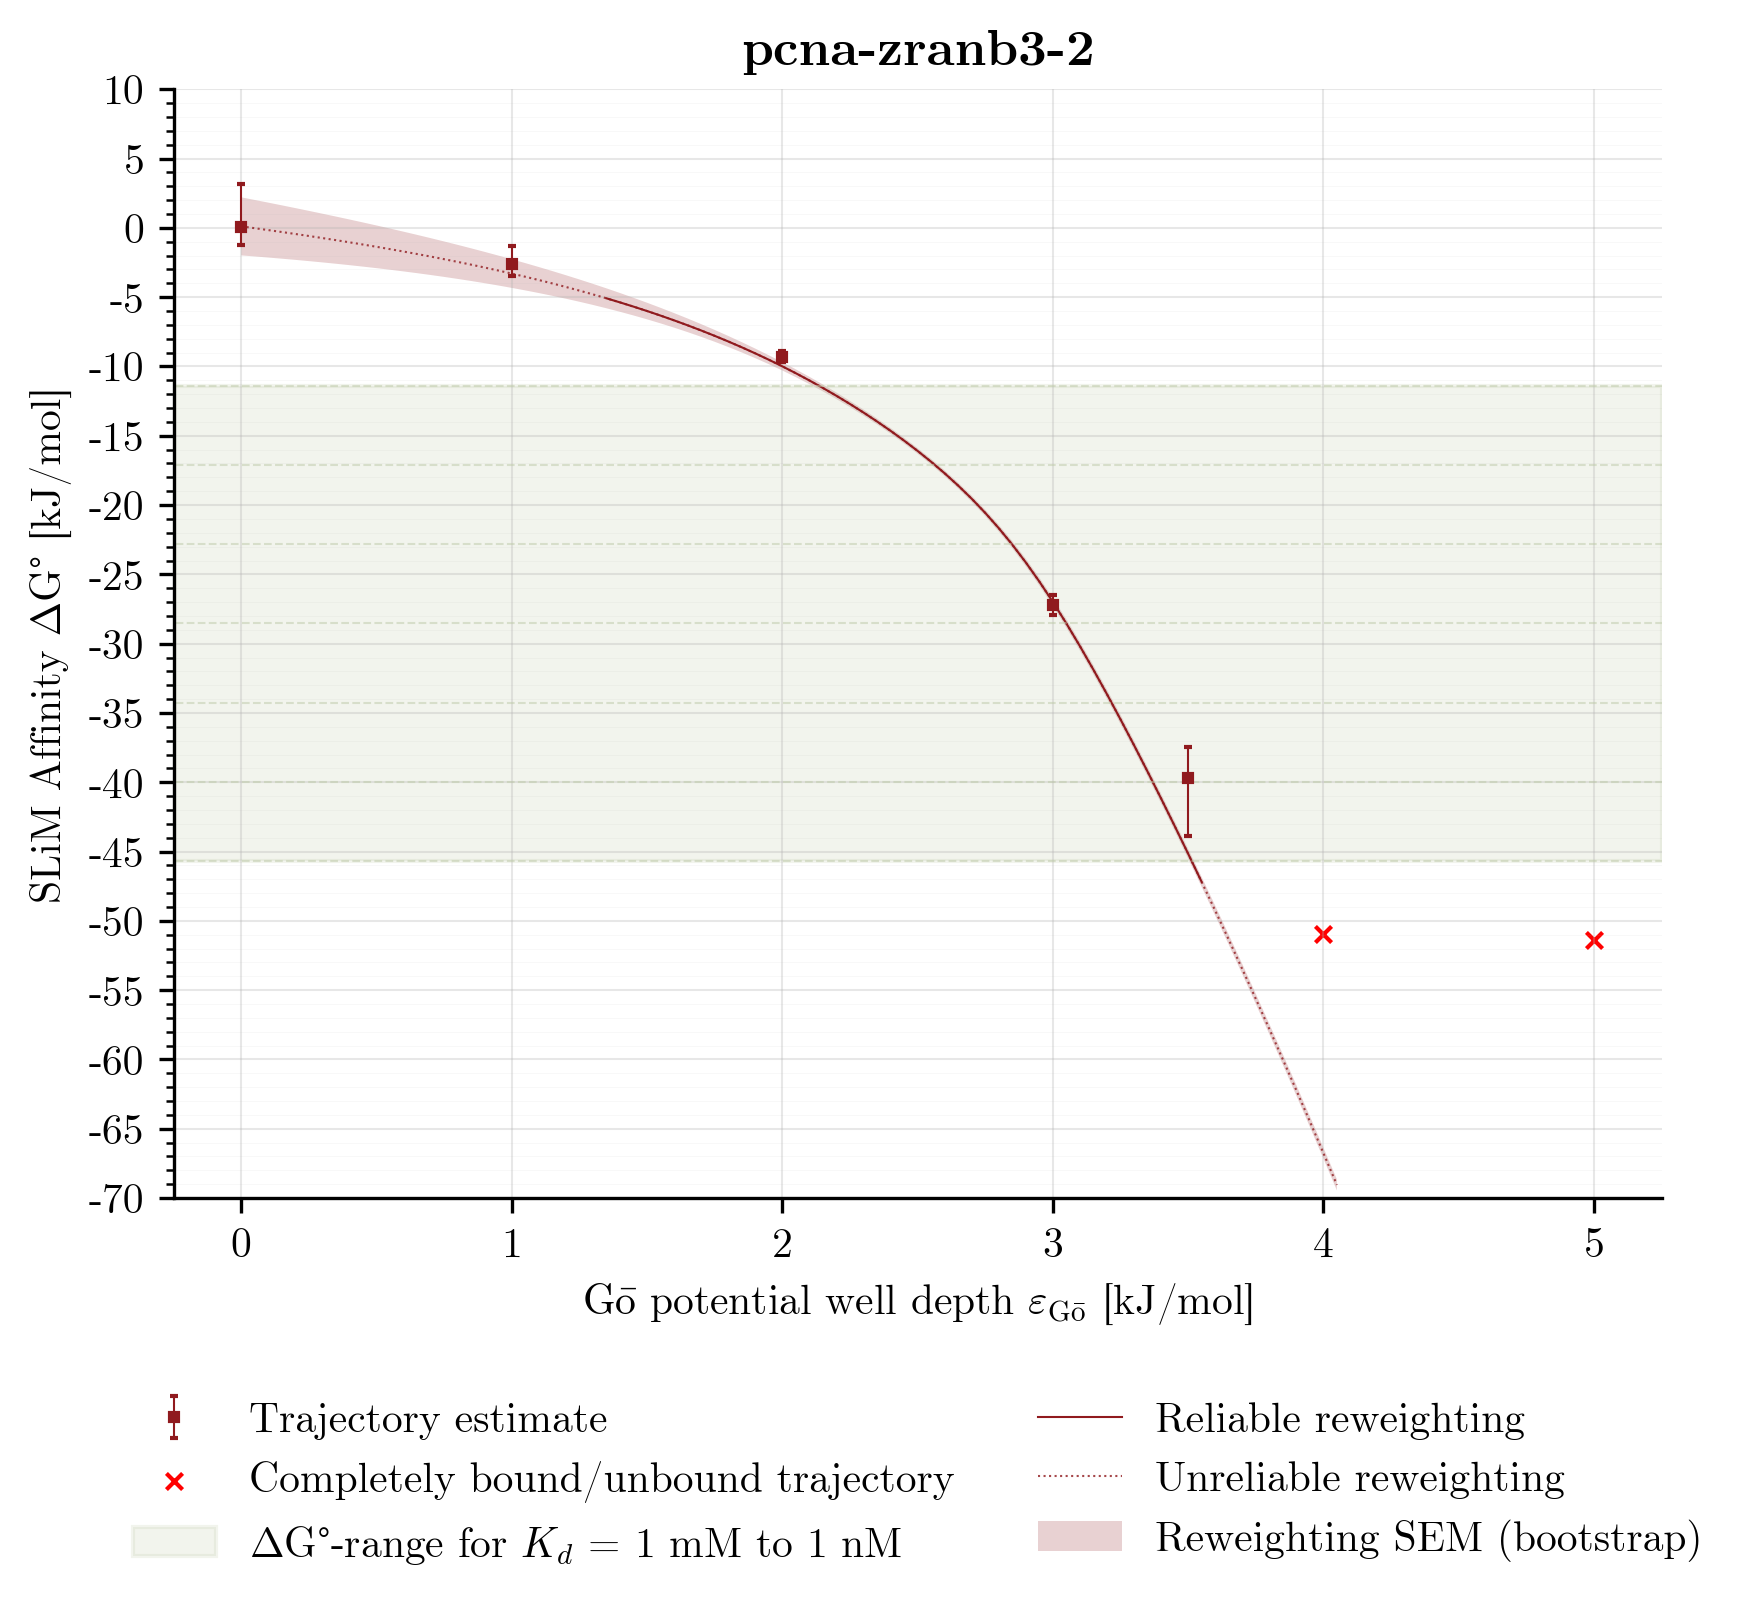 pcna-zranb3-2
10
5
0
-5
-10
-15
-20
-25
-30
-35
-40
-45
-50
-55
-60
-65
-70
SLiM Affinity ΔG° [kJ/mol]
0 1 2 3 4 5
Gō potential well depth ε_Gō [kJ/mol]
Trajectory estimate
Completely bound/unbound trajectory
ΔG°-range for K_d = 1 mM to 1 nM
Reliable reweighting
Unreliable reweighting
Reweighting SEM (bootstrap)